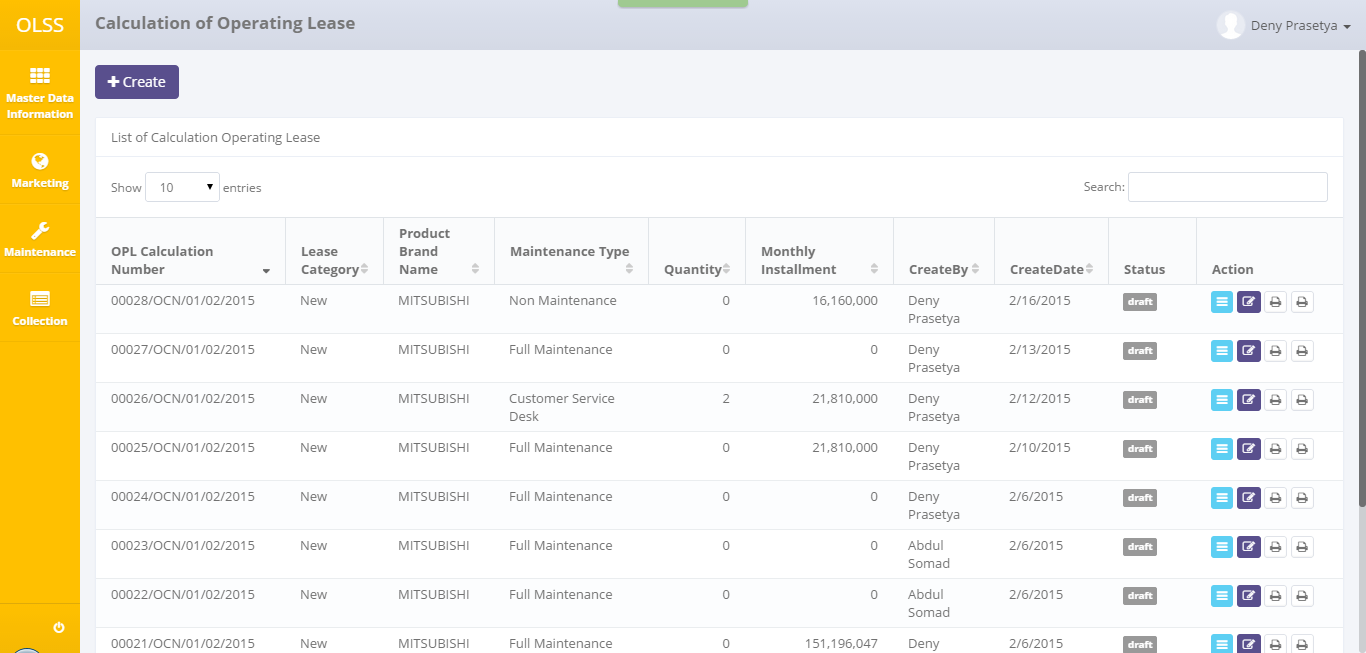 OLSS
Calculation of Operating Lease
Deny Prasetya
Master Data
Information
Marketing
Maintenance
Collection
Create
List of Calculation Operating Lease
Show 10 entries
Search:
OPL Calculation
Number
Lease
Category
Product
Brand
Name
Maintenance Type
Quantity
Monthly
Installment
CreateBy
CreateDate
Status
Action
00028/OCN/01/02/2015 New MITSUBISHI Non Maintenance 0 16,160,000 Deny 2/16/2015 draft
Prasetya
00027/OCN/01/02/2015 New MITSUBISHI Full Maintenance 0 0 Deny 2/13/2015 draft
Prasetya
00026/OCN/01/02/2015 New MITSUBISHI Customer Service 2 21,810,000 Deny 2/12/2015 draft
Desk Prasetya
00025/OCN/01/02/2015 New MITSUBISHI Full Maintenance 0 21,810,000 Deny 2/10/2015 draft
Prasetya
00024/OCN/01/02/2015 New MITSUBISHI Full Maintenance 0 0 Deny 2/6/2015 draft
Prasetya
00023/OCN/01/02/2015 New MITSUBISHI Full Maintenance 0 0 Abdul 2/6/2015 draft
Somad
00022/OCN/01/02/2015 New MITSUBISHI Full Maintenance 0 0 Abdul 2/6/2015 draft
Somad
00021/OCN/01/02/2015 New MITSUBISHI Full Maintenance 0 151,196,047 Deny 2/6/2015 draft